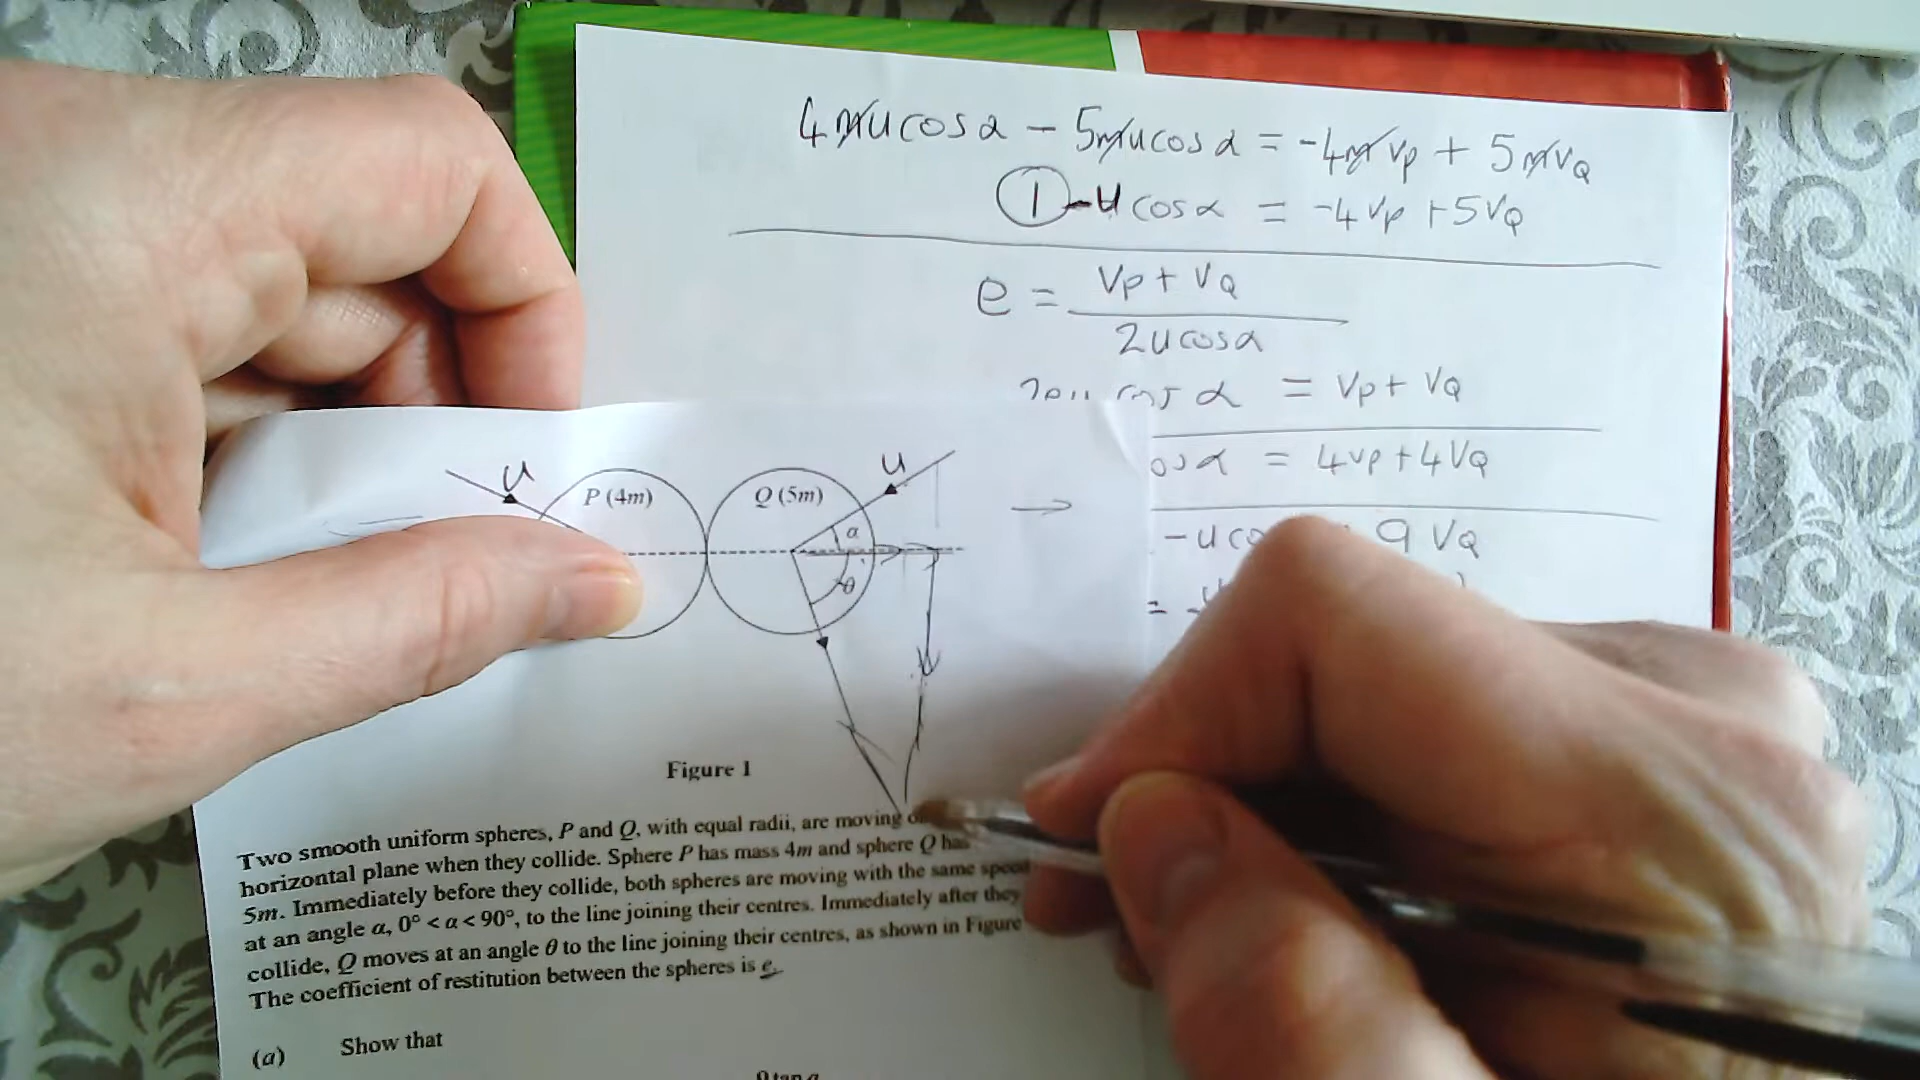 4mucosα - 5mucosα = -4mvp + 5mvQ
① -ucosα = -4vp + 5vQ
e = vp + vQ
2ucosα
α = vp + vQ
osα = 4vp + 4vQ
-uco 9vQ
=
u
u
P (4m)
Q (5m)
α
θ
Figure 1
Two smooth uniform spheres, P and Q, with equal radii, are moving
horizontal plane when they collide. Sphere P has mass 4m and sphere Q has
5m. Immediately before they collide, both spheres are moving with the same speed
at an angle α, 0° < α < 90°, to the line joining their centres. Immediately after they
collide, Q moves at an angle θ to the line joining their centres, as shown in Figure
The coefficient of restitution between the spheres is e.
(a) Show that